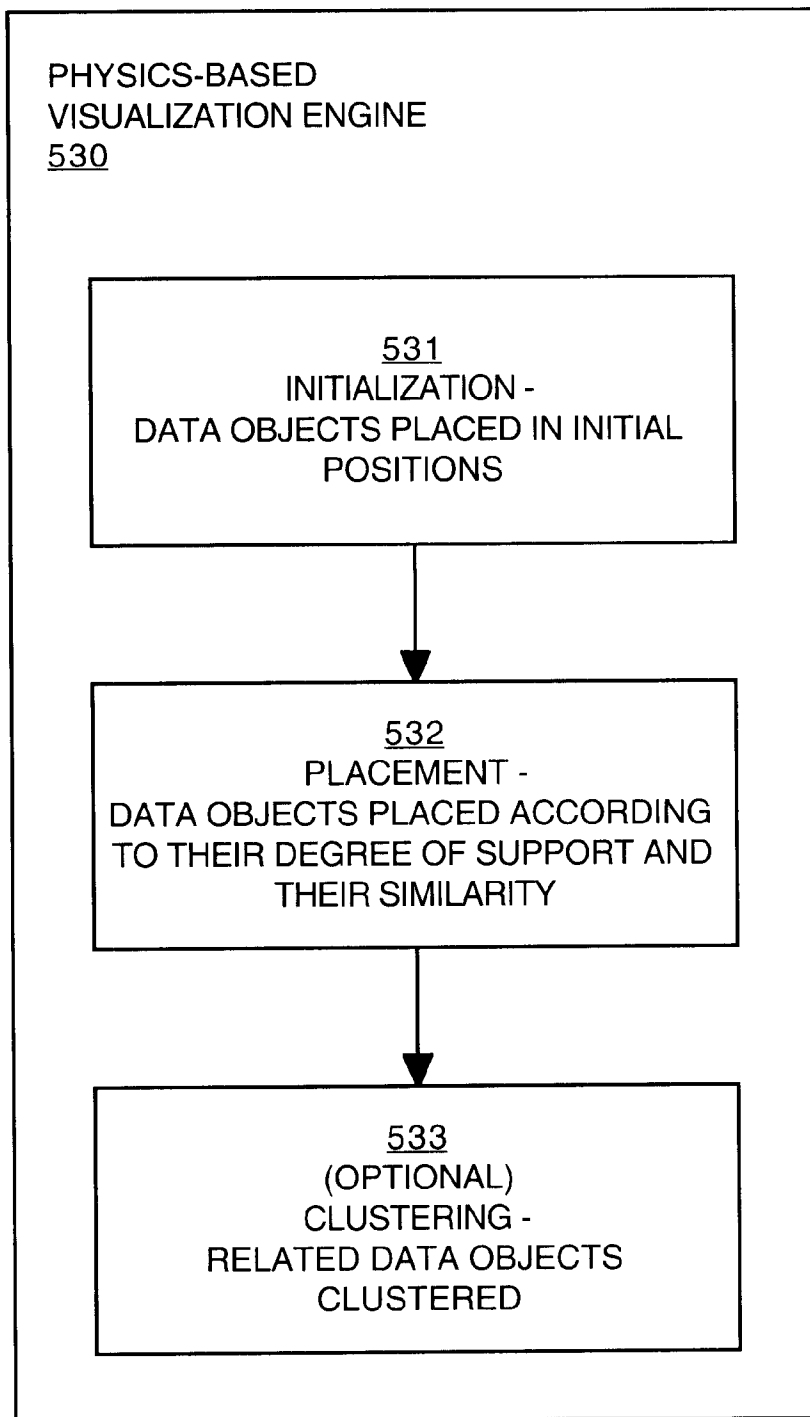 PHYSICS-BASED
VISUALIZATION ENGINE
530
531
INITIALIZATION -
DATA OBJECTS PLACED IN INITIAL
POSITIONS
532
PLACEMENT -
DATA OBJECTS PLACED ACCORDING
TO THEIR DEGREE OF SUPPORT AND
THEIR SIMILARITY
533
(OPTIONAL)
CLUSTERING -
RELATED DATA OBJECTS
CLUSTERED